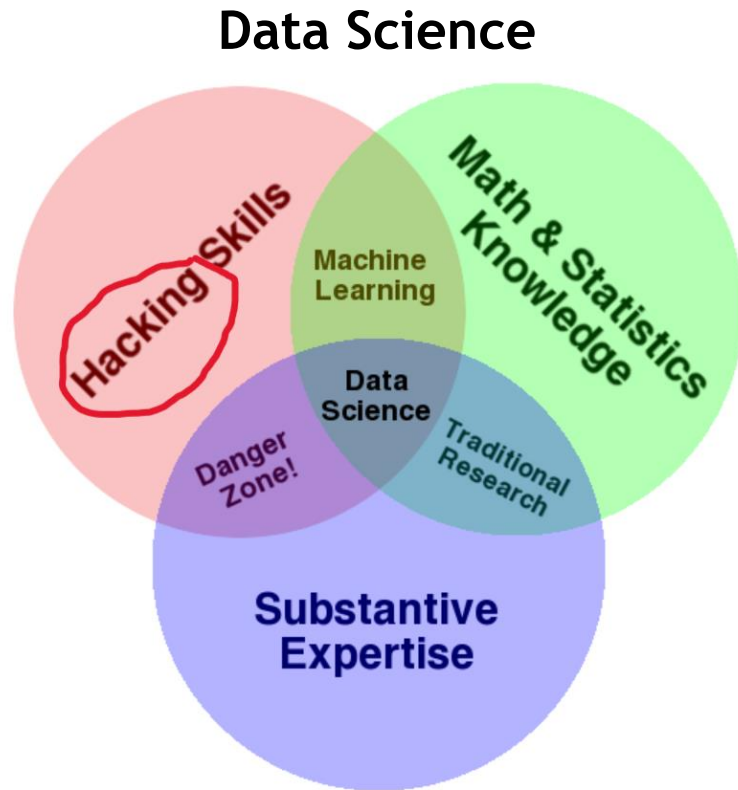 Data Science
Hacking Skills
Math & Statistics
Knowledge
Machine
Learning
Data
Science
Danger
Zone!
Traditional
Research
Substantive
Expertise